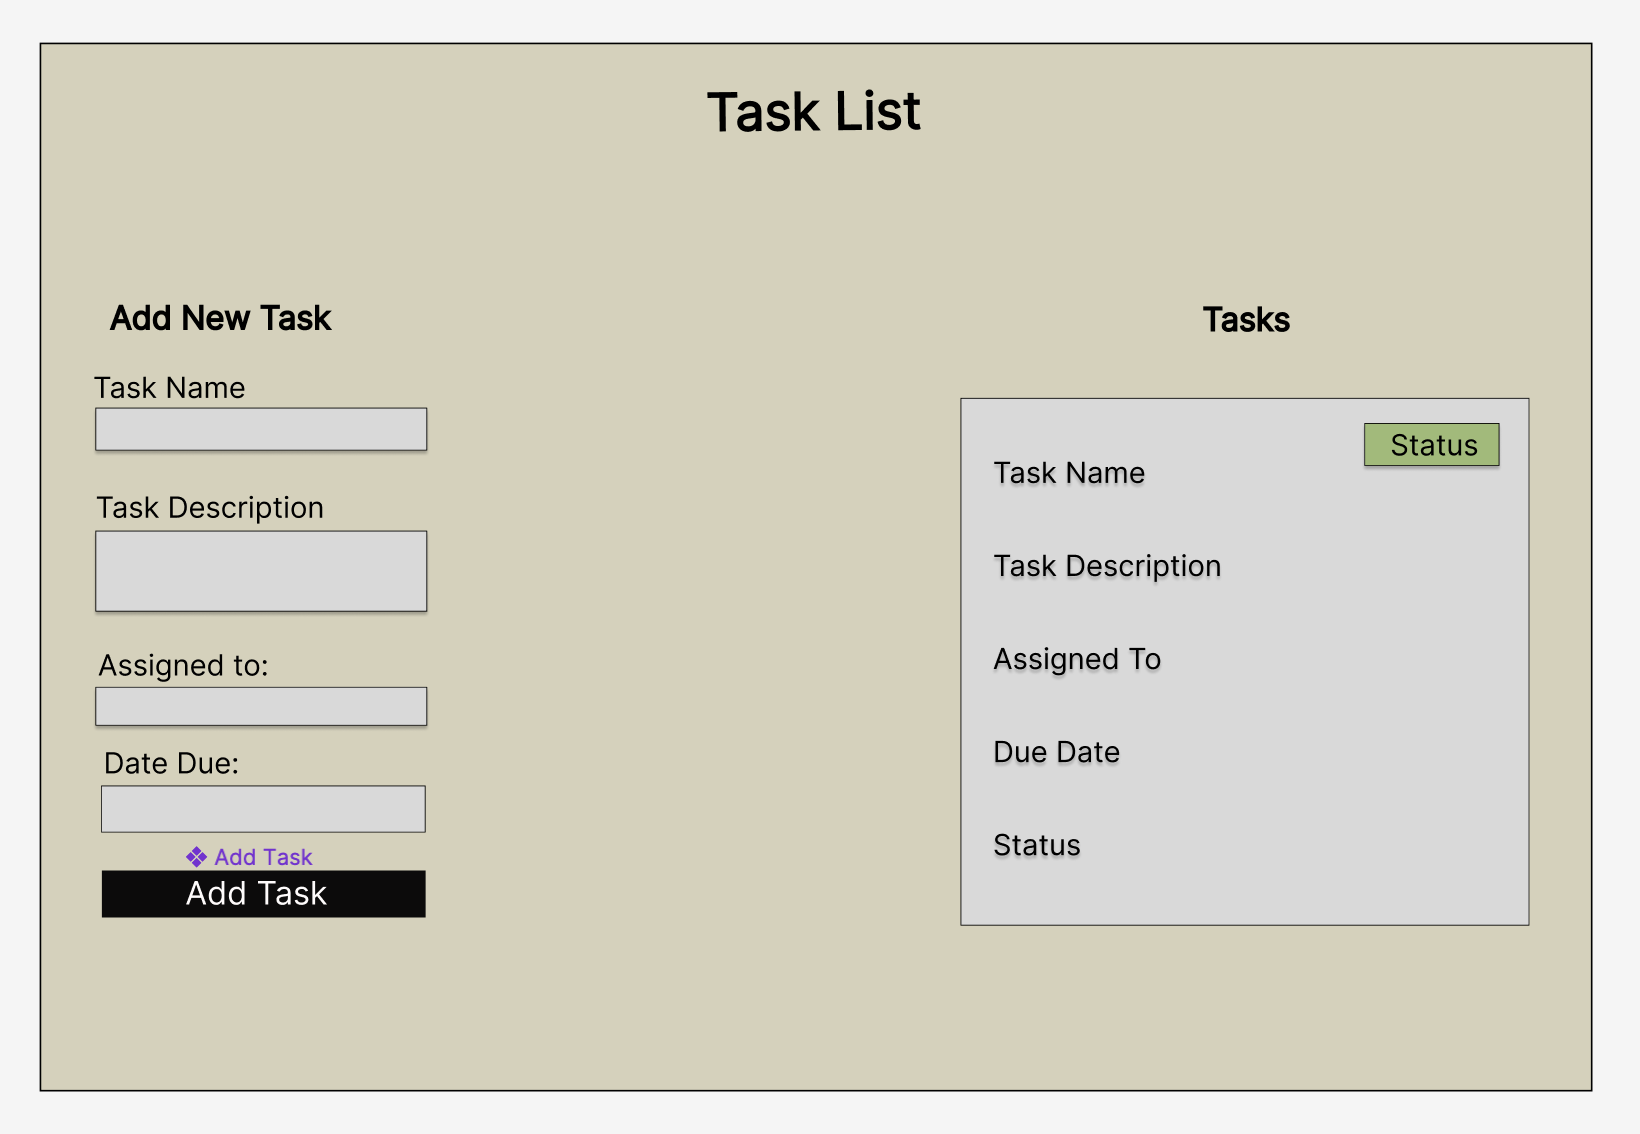 Task List
Add New Task
Task Name
Task Description
Assigned to:
Date Due:
Add Task
Add Task
Tasks
Status
Task Name
Task Description
Assigned To
Due Date
Status